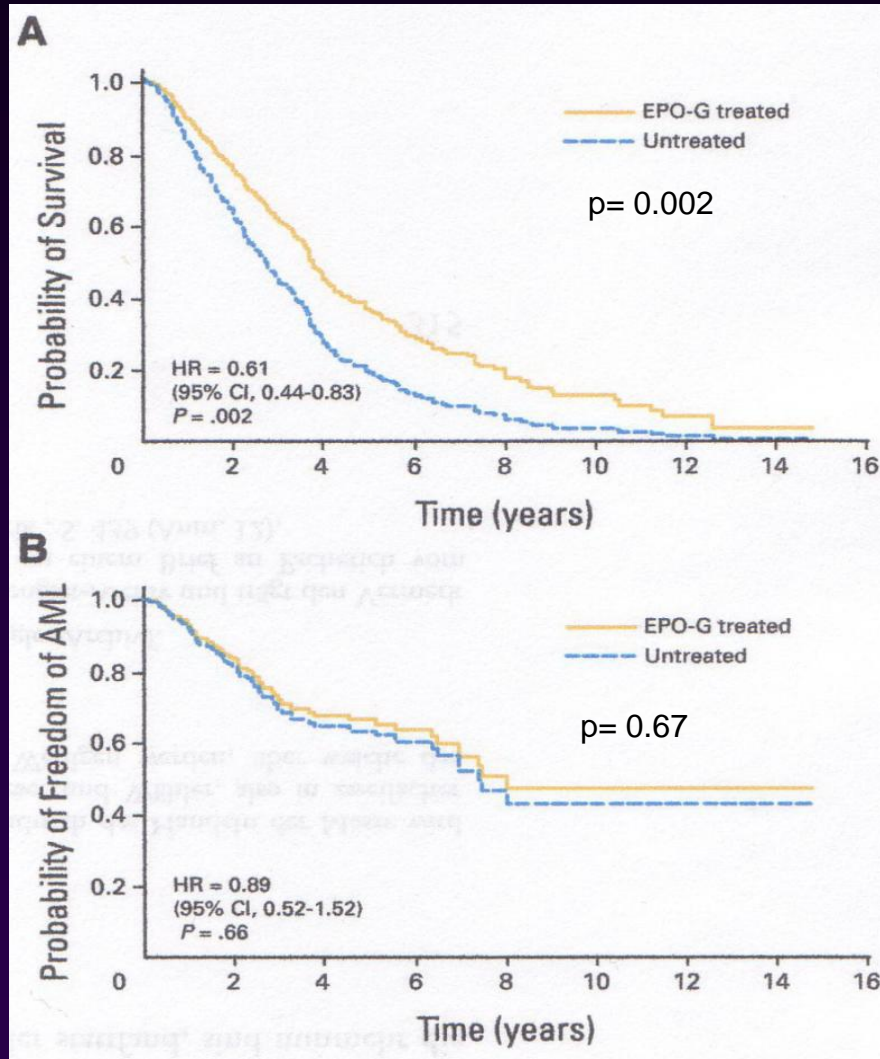 A
Probability of Survival
1.0
0.8
0.6
0.4
0.2
0
EPO-G treated
Untreated
p= 0.002
HR = 0.61
(95% CI, 0.44-0.83)
P = .002
2 4 6 8 10 12 14 16
Time (years)
B
Probability of Freedom of AML
1.0
0.8
0.6
0.4
0.2
0
EPO-G treated
Untreated
p= 0.67
HR = 0.89
(95% CI, 0.52-1.52)
P = .66
2 4 6 8 10 12 14 16
Time (years)